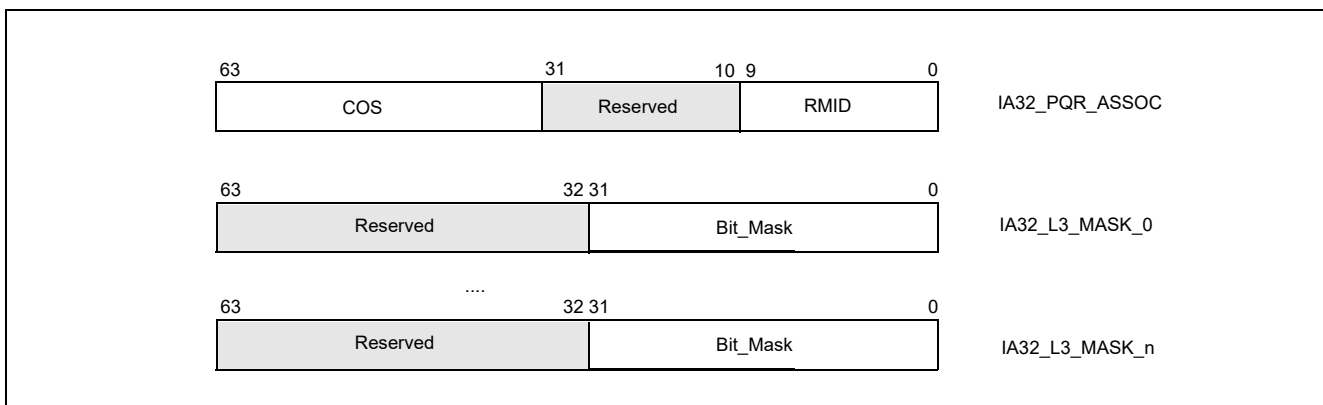 63 31 10 9 0
COS Reserved RMID IA32_PQR_ASSOC
63 32 31 0
Reserved Bit_Mask IA32_L3_MASK_0
....
63 32 31 0
Reserved Bit_Mask IA32_L3_MASK_n